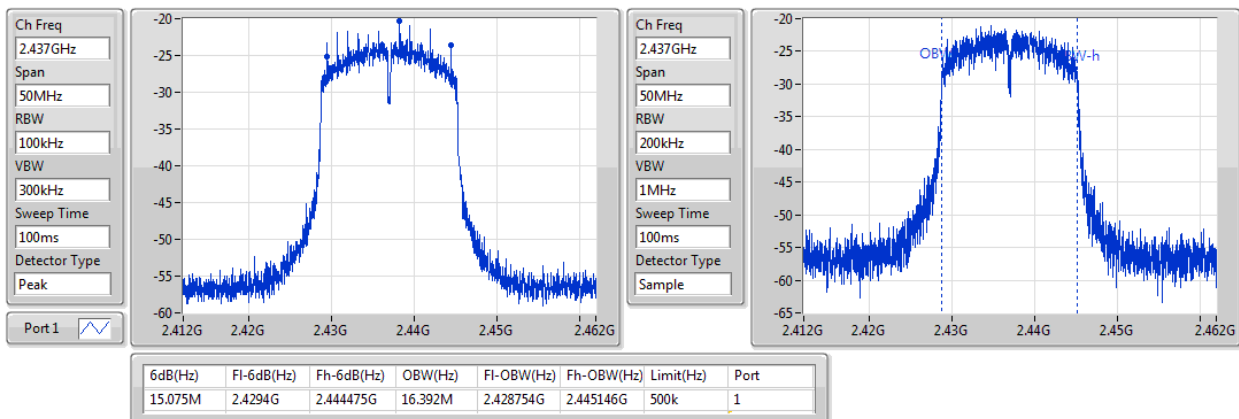 Ch Freq
2.437GHz
Span
50MHz
RBW
100kHz
VBW
300kHz
Sweep Time
100ms
Detector Type
Peak
Port 1
-20
-25
-30
-35
-40
-45
-50
-55
-60
2.412G 2.42G 2.43G 2.44G 2.45G 2.462G
Ch Freq
2.437GHz
Span
50MHz
RBW
200kHz
VBW
1MHz
Sweep Time
100ms
Detector Type
Sample
-20
-25
-30
-35
-40
-45
-50
-55
-60
-65
2.412G 2.42G 2.43G 2.44G 2.45G 2.462G
6dB(Hz) Fl-6dB(Hz) Fh-6dB(Hz) OBW(Hz) Fl-OBW(Hz) Fh-OBW(Hz) Limit(Hz) Port
15.075M 2.4294G 2.444475G 16.392M 2.428754G 2.445146G 500k 1